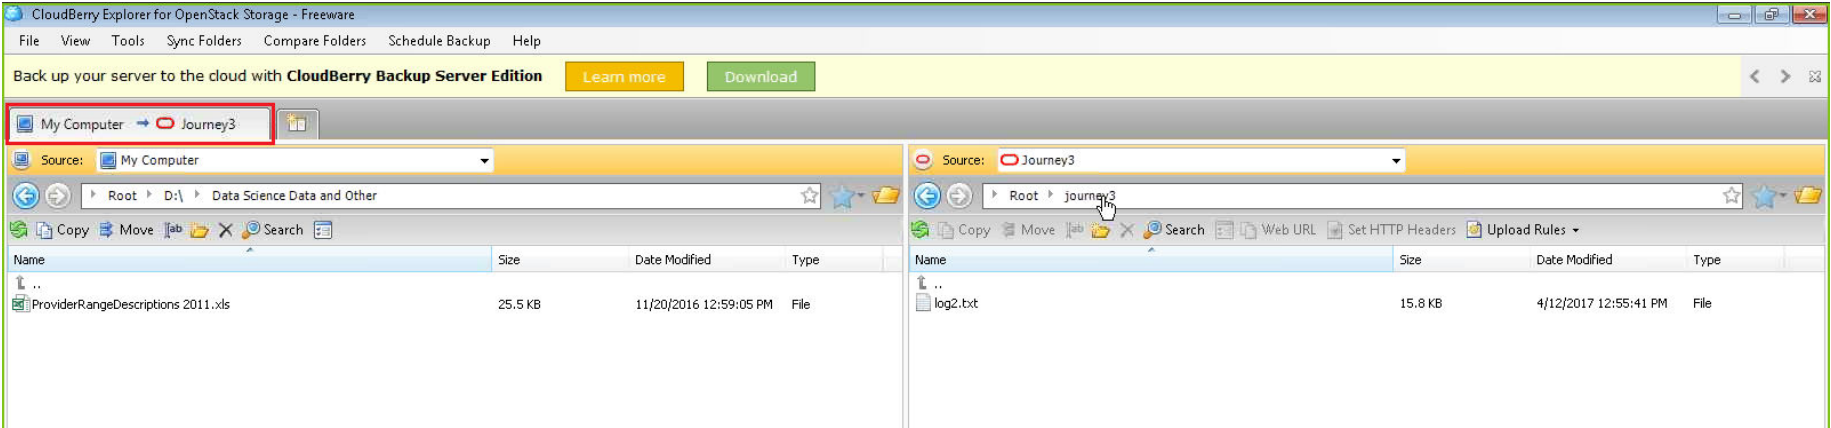 CloudBerry Explorer for OpenStack Storage - Freeware
File View Tools Sync Folders Compare Folders Schedule Backup Help
Back up your server to the cloud with CloudBerry Backup Server Edition Learn more Download
My Computer Journey3
Source: My Computer
Root D:\ Data Science Data and Other
Copy Move Search
Name Size Date Modified Type
..
ProviderRangeDescriptions 2011.xls 25.5 KB 11/20/2016 12:59:05 PM File
Source: Journey3
Root journey3
Copy Move Search Web URL Set HTTP Headers Upload Rules
Name Size Date Modified Type
..
log2.txt 15.8 KB 4/12/2017 12:55:41 PM File